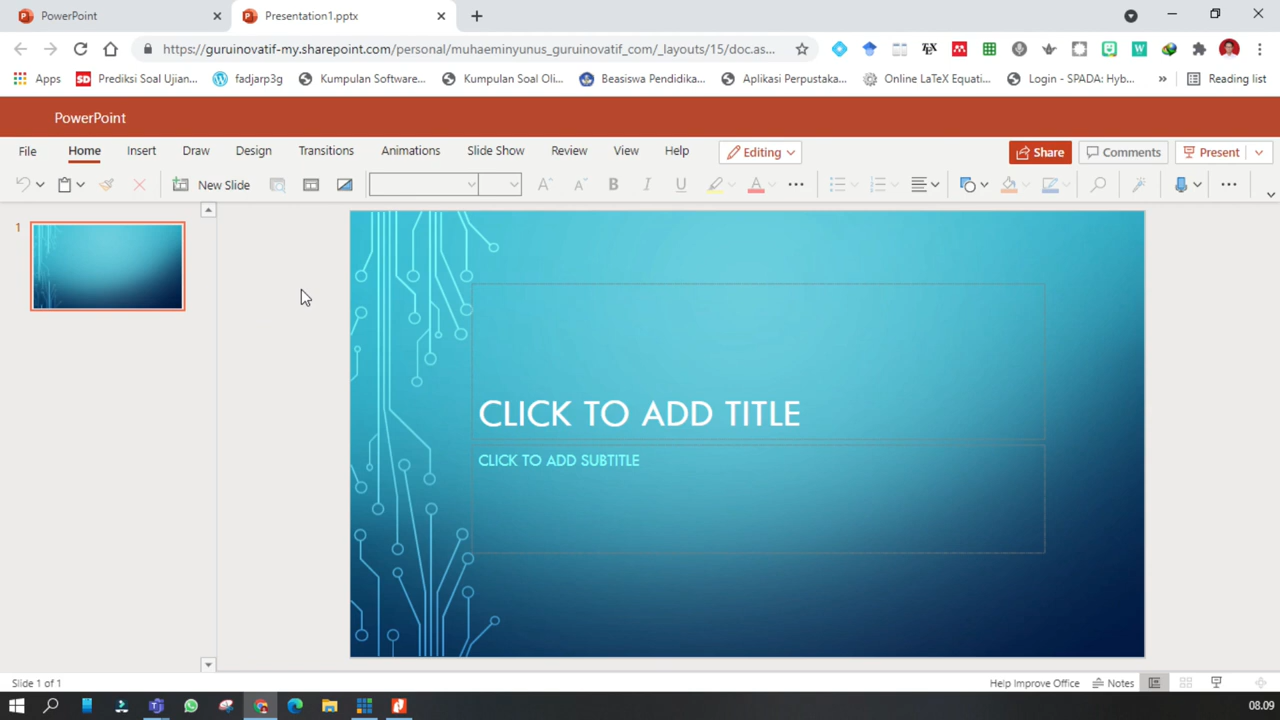 PowerPoint
Presentation1.pptx
https://guruinovatif-my.sharepoint.com/personal/muhaeminyunus_guruinovatif_com/_layouts/15/doc.as...
Apps
Prediksi Soal Ujian...
fadjarp3g
Kumpulan Software...
Kumpulan Soal Oli...
Beasiswa Pendidika...
Aplikasi Perpustaka...
Online LaTeX Equati...
Login - SPADA: Hyb...
Reading list
PowerPoint
File
Home
Insert
Draw
Design
Transitions
Animations
Slide Show
Review
View
Help
Editing
Share
Comments
Present
New Slide
B
I
U
1
CLICK TO ADD TITLE
CLICK TO ADD SUBTITLE
Slide 1 of 1
Help Improve Office
Notes
08.09